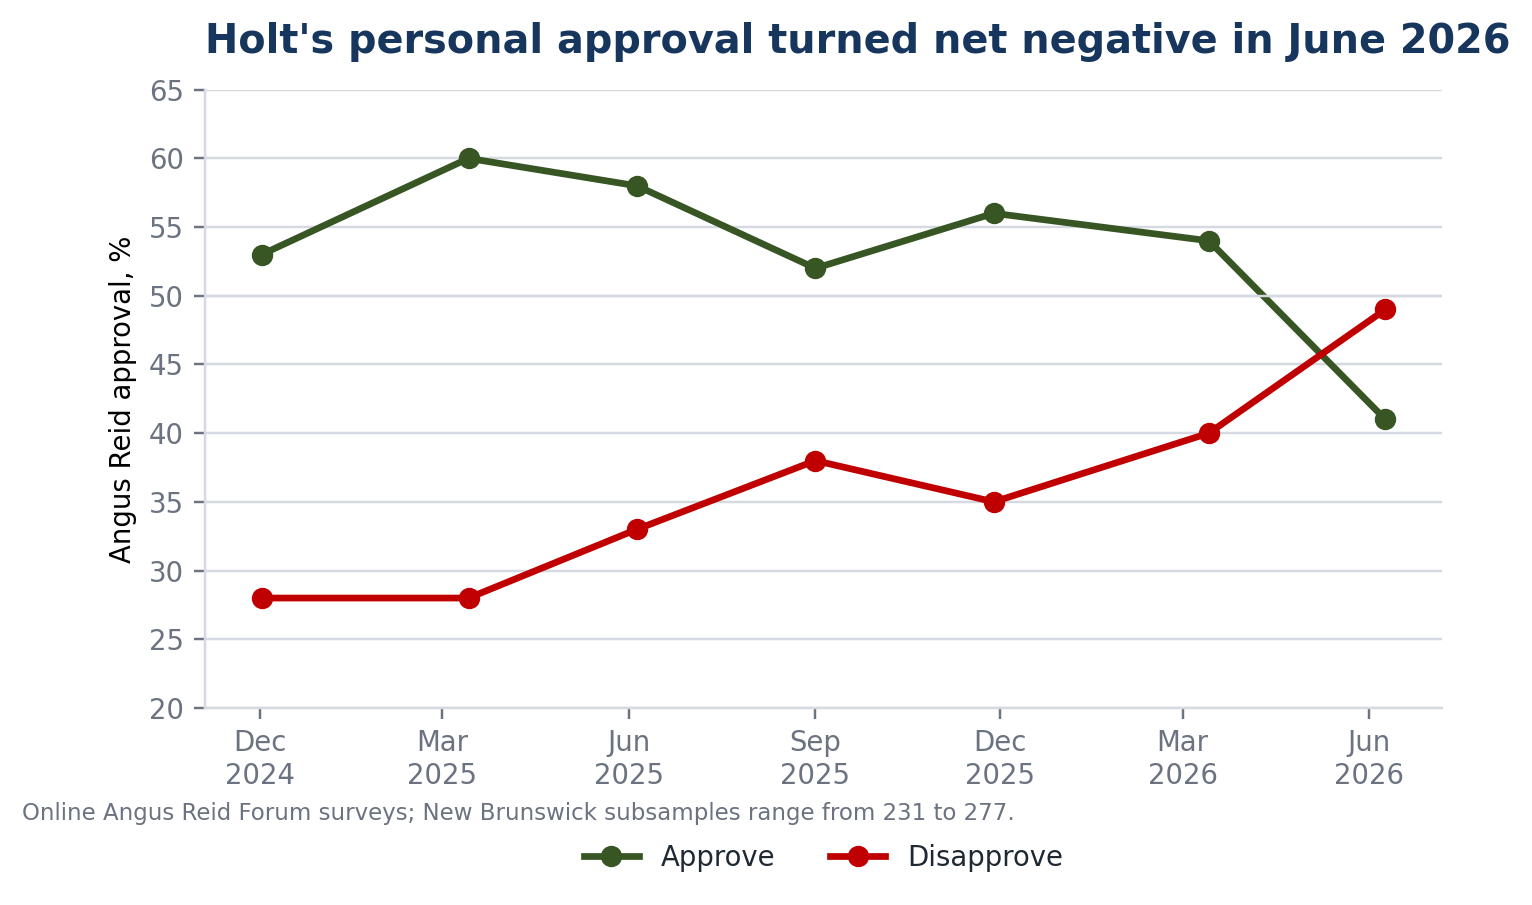 Holt's personal approval turned net negative in June 2026
Angus Reid approval, %
65
60
55
50
45
40
35
30
25
20
Dec
2024
Mar
2025
Jun
2025
Sep
2025
Dec
2025
Mar
2026
Jun
2026
Online Angus Reid Forum surveys; New Brunswick subsamples range from 231 to 277.
Approve
Disapprove